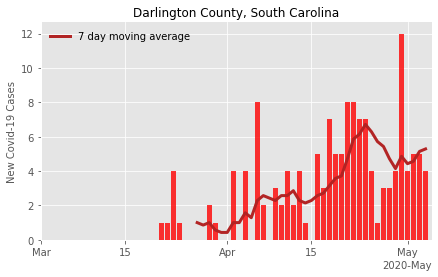 Darlington County, South Carolina
7 day moving average
New Covid-19 Cases
12
10
8
6
4
2
0
Mar 15 Apr 15 May
2020-May